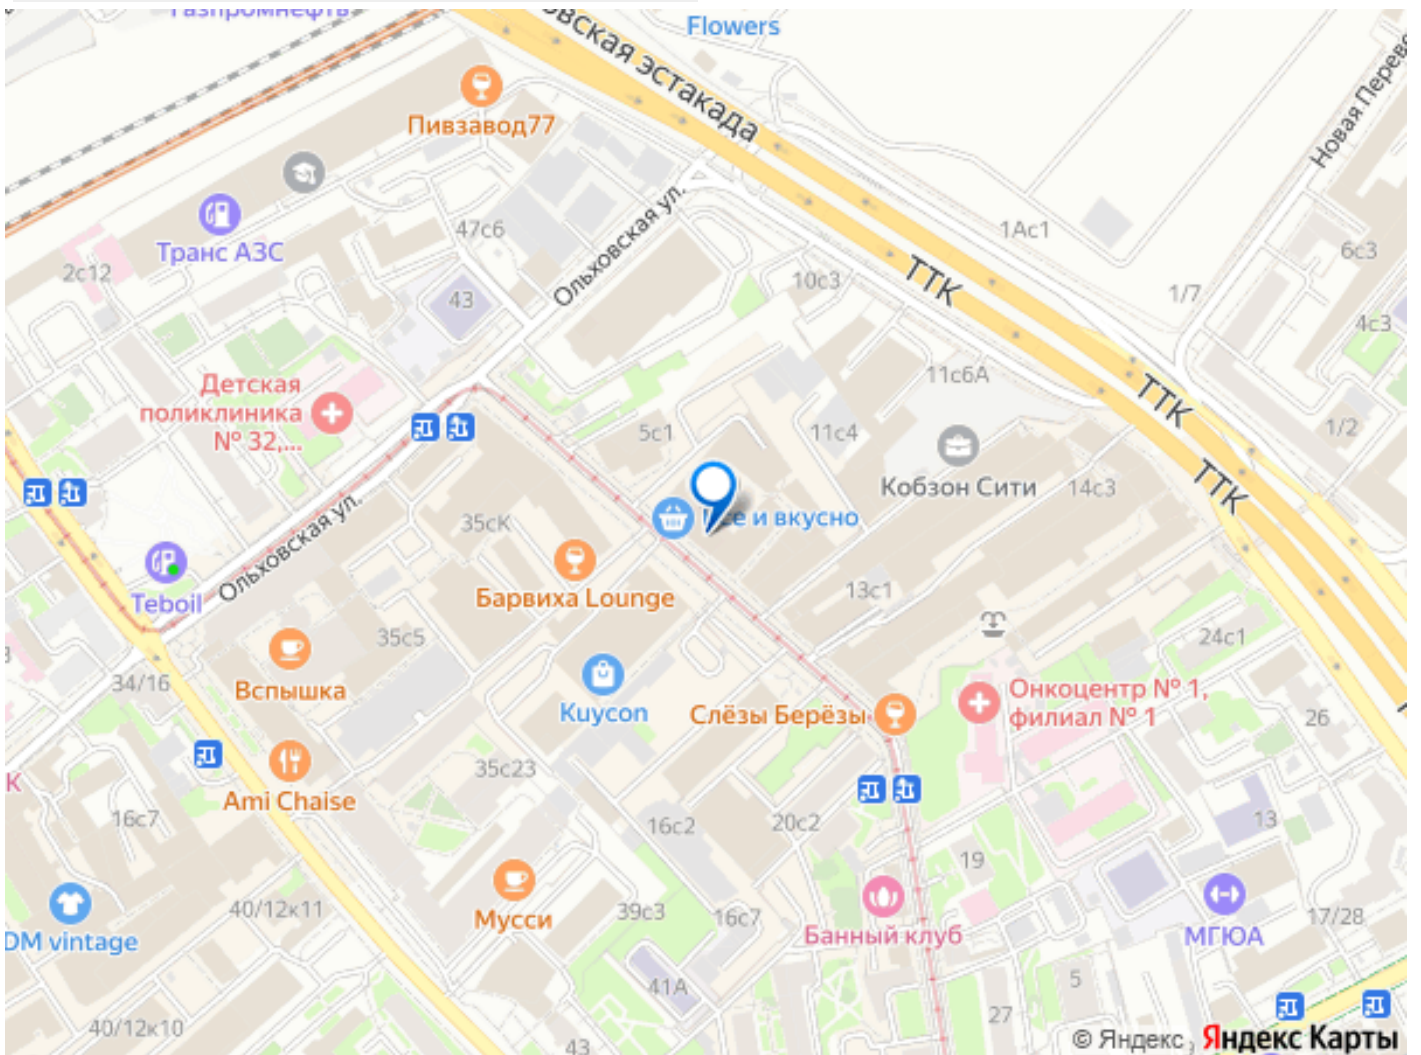 Газпромнефть
Flowers
вская эстакада
Пивзавод77
Новая Перев
Транс АЗС
47с6
Ольховская ул.
1Ас1
6с3
2с12
43
10с3
ТТК
1/7
4с3
Детская
поликлиника
№ 32,...
11с6А
ТТК
1/2
5с1
11с4
Кобзон Сити
14с3
ТТК
35сК
се и вкусно
Ольховская ул.
Teboil
Барвиха Lounge
13с1
35с5
24с1
34/16
Вспышка
Kuycon
Слёзы Берёзы
Онкоцентр № 1,
филиал № 1
26
К
35с23
Ami Chaise
16с7
16с2
20с2
13
19
40/12к11
Мусси
39с3
16с7
17/28
DM vintage
Банный клуб
МГЮА
41А
5
40/12к10
43
27
© Яндекс, Яндекс Карты